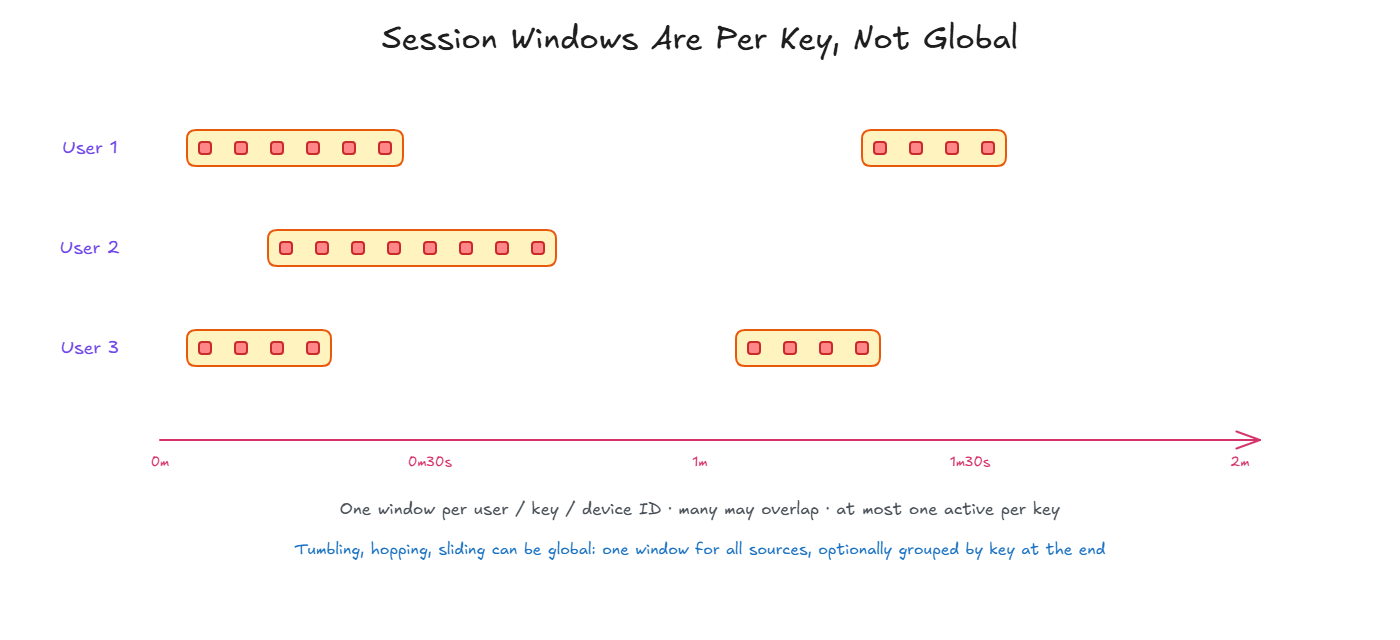 Session Windows Are Per Key, Not Global
User 1
User 2
User 3
0m
0m30s
1m
1m30s
2m
One window per user / key / device ID · many may overlap · at most one active per key
Tumbling, hopping, sliding can be global: one window for all sources, optionally grouped by key at the end